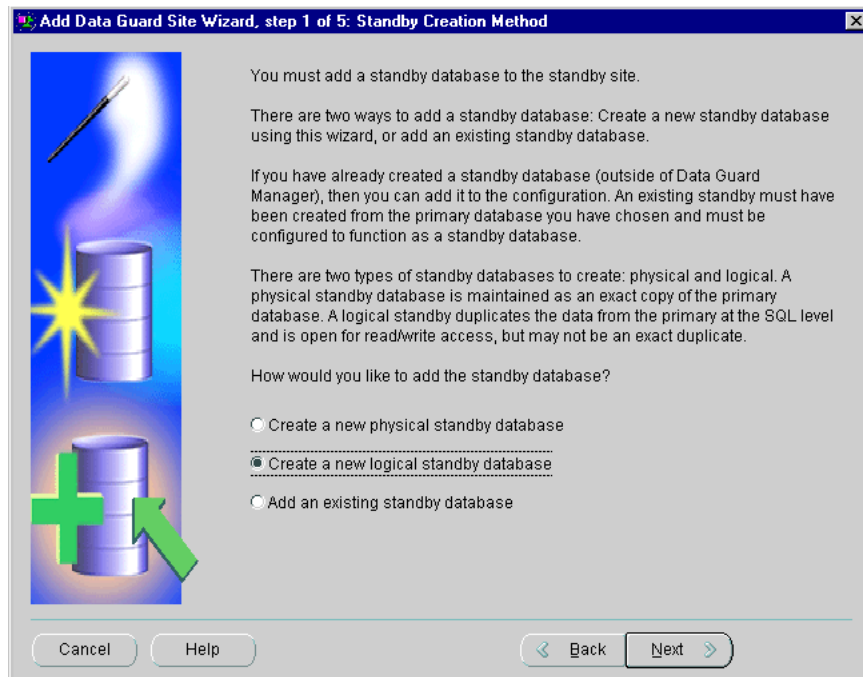 Add Data Guard Site Wizard, step 1 of 5: Standby Creation Method
You must add a standby database to the standby site.
There are two ways to add a standby database: Create a new standby database
using this wizard, or add an existing standby database.
If you have already created a standby database (outside of Data Guard
Manager), then you can add it to the configuration. An existing standby must have
been created from the primary database you have chosen and must be
configured to function as a standby database.
There are two types of standby databases to create: physical and logical. A
physical standby database is maintained as an exact copy of the primary
database. A logical standby duplicates the data from the primary at the SQL level
and is open for read/write access, but may not be an exact duplicate.
How would you like to add the standby database?
Create a new physical standby database
Create a new logical standby database
Add an existing standby database
Cancel Help Back Next